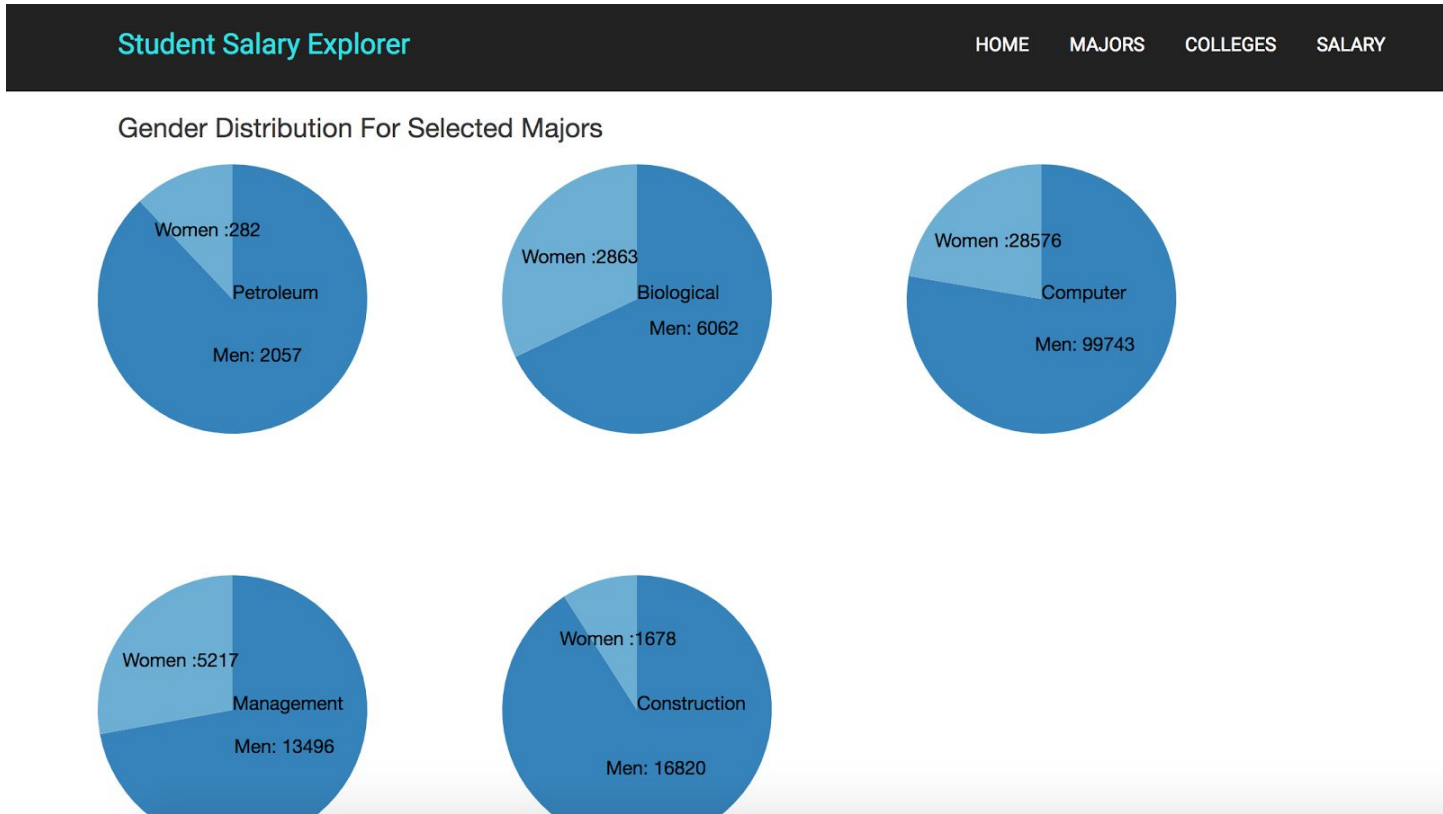 Student Salary Explorer
HOME MAJORS COLLEGES SALARY
Gender Distribution For Selected Majors
Women :282
Petroleum
Men: 2057
Women :2863
Biological
Men: 6062
Women :28576
Computer
Men: 99743
Women :5217
Management
Men: 13496
Women :1678
Construction
Men: 16820